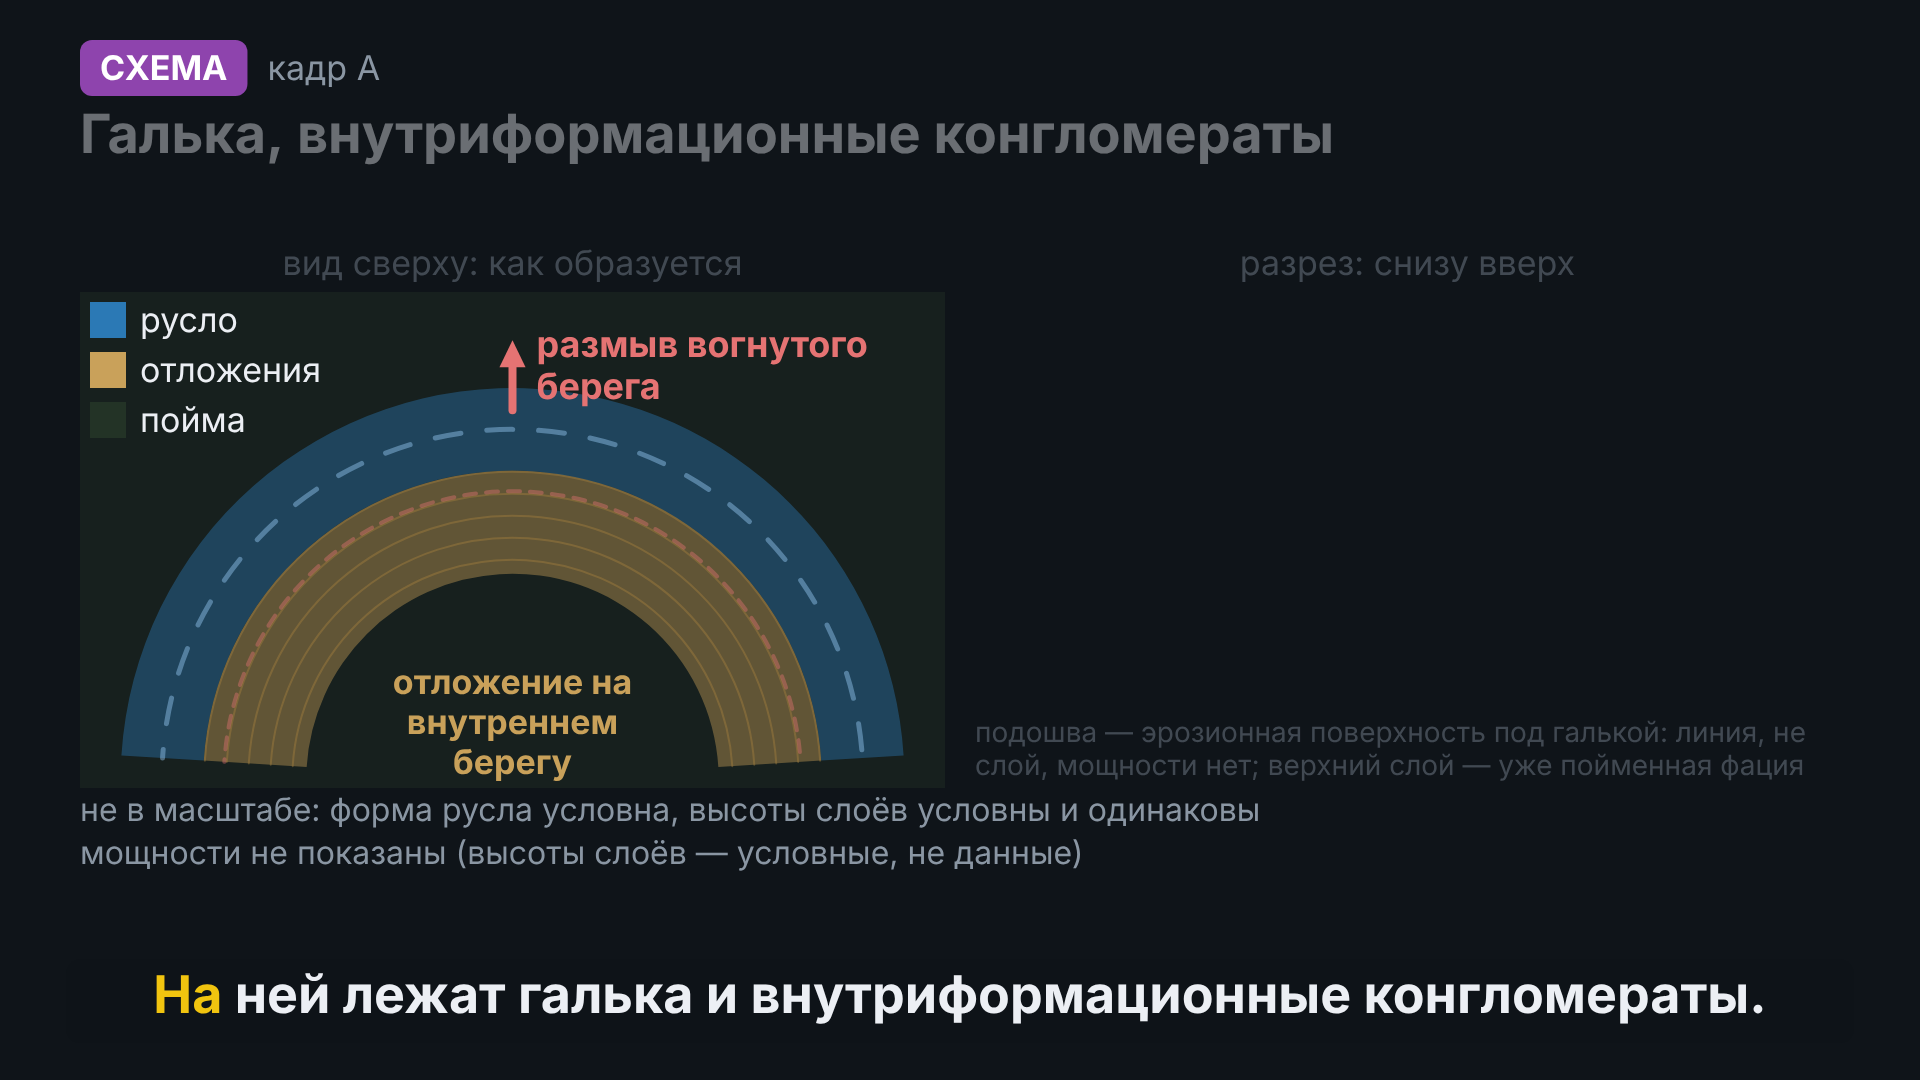 СХЕМА кадр А
Галька, внутриформационные конгломераты
вид сверху: как образуется
разрез: снизу вверх
русло
отложения
пойма
размыв вогнутого
берега
отложение на
внутреннем
берегу
подошва — эрозионная поверхность под галькой: линия, не
слой, мощности нет; верхний слой — уже пойменная фация
не в масштабе: форма русла условна, высоты слоёв условны и одинаковы
мощности не показаны (высоты слоёв — условные, не данные)
На ней лежат галька и внутриформационные конгломераты.